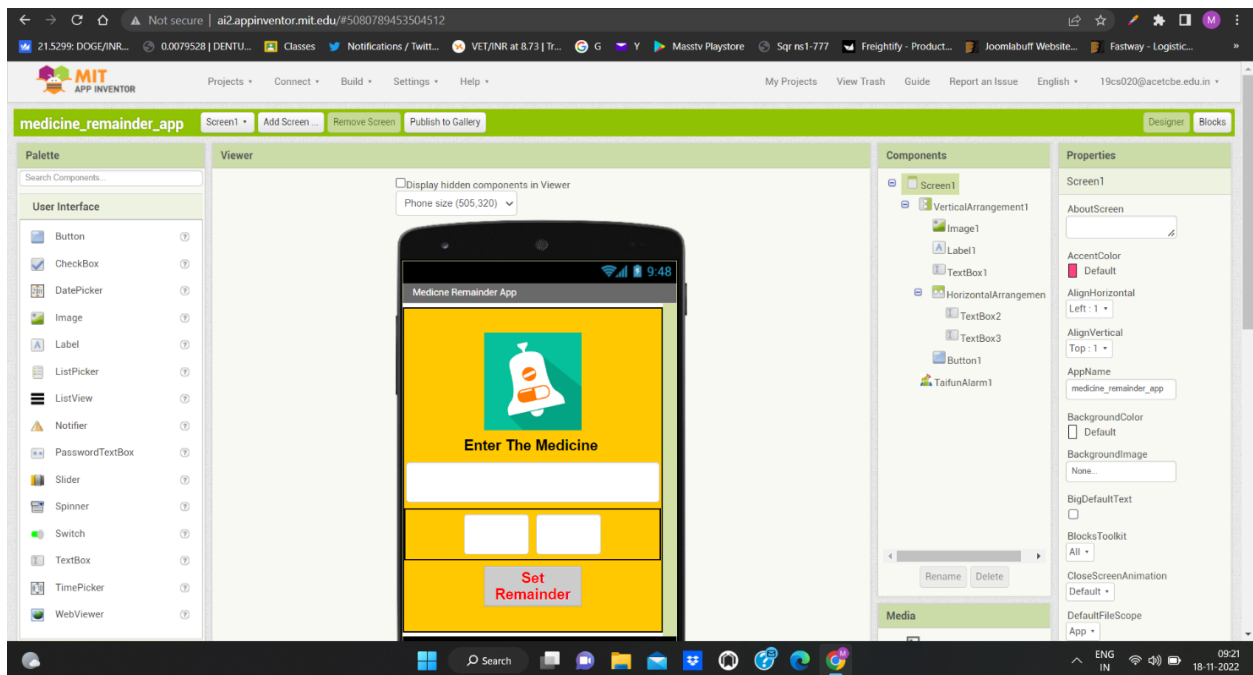 Not secure | ai2.appinventor.mit.edu/#5080789453504512
21.5299: DOGE/INR... 0.0079528 | DENTU... Classes Notifications / Twitt... VET/INR at 8.73 | Tr... G Y Masstv Playstore Sqr ns1-777 Freightify - Product... Joomlabuff Website... Fastway - Logistic... »
MIT
APP INVENTOR
Projects Connect Build Settings Help My Projects View Trash Guide Report an Issue English 19cs020@acetcbe.edu.in
medicine_remainder_app Screen1 Add Screen ... Remove Screen Publish to Gallery Designer Blocks
Palette
Search Components...
User Interface
Button
CheckBox
DatePicker
Image
Label
ListPicker
ListView
Notifier
PasswordTextBox
Slider
Spinner
Switch
TextBox
TimePicker
WebViewer
Viewer
Display hidden components in Viewer
Phone size (505,320)
9:48
Medicne Remainder App
Enter The Medicine
Set
Remainder
Components
Screen1
VerticalArrangement1
Image1
Label1
TextBox1
HorizontalArrangemen
TextBox2
TextBox3
Button1
TaifunAlarm1
Rename Delete
Media
Properties
Screen1
AboutScreen
AccentColor
Default
AlignHorizontal
Left : 1
AlignVertical
Top : 1
AppName
medicine_remainder_app
BackgroundColor
Default
BackgroundImage
None...
BigDefaultText
BlocksToolkit
All
CloseScreenAnimation
Default
DefaultFileScope
App
Search
ENG
IN
09:21
18-11-2022